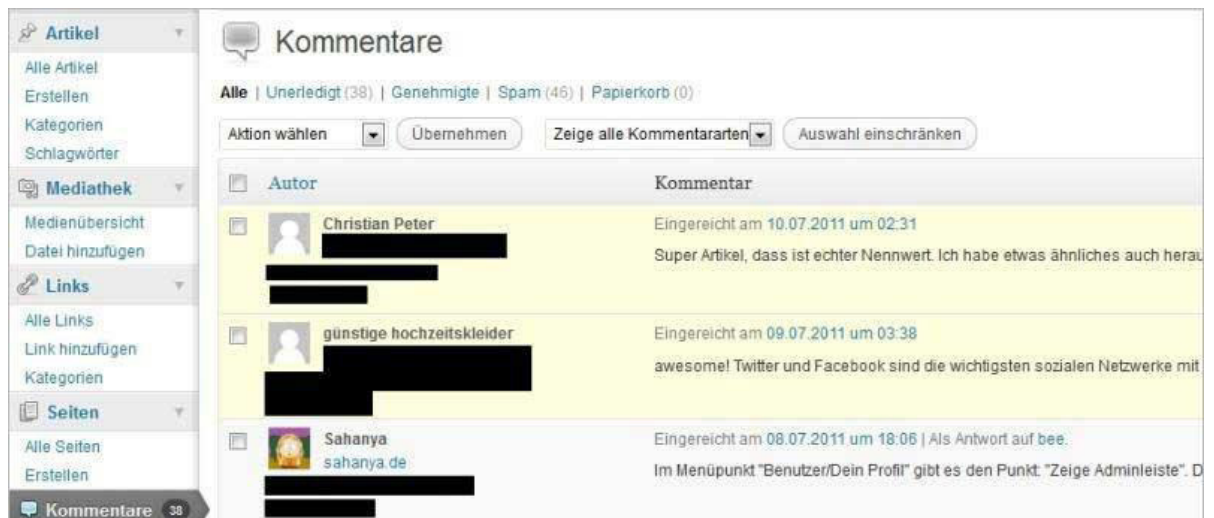 Artikel
Alle Artikel
Erstellen
Kategorien
Schlagwörter
Mediathek
Medienübersicht
Datei hinzufügen
Links
Alle Links
Link hinzufügen
Kategorien
Seiten
Alle Seiten
Erstellen
Kommentare 38
Kommentare
Alle | Unerledigt (38) | Genehmigte | Spam (46) | Papierkorb (0)
Aktion wählen Übernehmen Zeige alle Kommentararten Auswahl einschränken
Autor Kommentar
Christian Peter
Eingereicht am 10.07.2011 um 02:31
Super Artikel, dass ist echter Nennwert. Ich habe etwas ähnliches auch herau
günstige hochzeitskleider
Eingereicht am 09.07.2011 um 03:38
awesome! Twitter und Facebook sind die wichtigsten sozialen Netzwerke mit
Sahanya
sahanya.de
Eingereicht am 08.07.2011 um 18:06 | Als Antwort auf bee.
Im Menüpunkt "Benutzer/Dein Profil" gibt es den Punkt: "Zeige Adminleiste". D